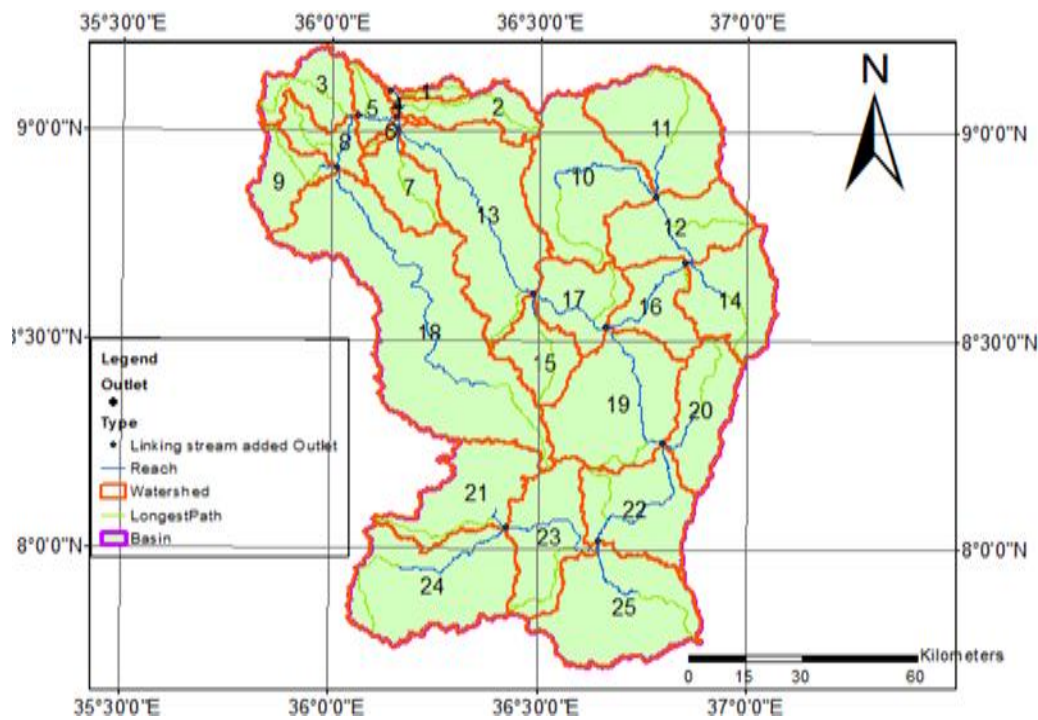 35°30'0"E 36°0'0"E 36°30'0"E 37°0'0"E
N
3 5 1 2 11
9°0'0"N 9°0'0"N
4 6 8
9 7 10
13 12
17 16 14
18 15
8°30'0"N 8°30'0"N
Legend
Outlet
Type
Linking stream added Outlet
Reach
Watershed
LongestPath
Basin
19 20
21 22
23
8°0'0"N 8°0'0"N
24 25
Kilometers
0 15 30 60
35°30'0"E 36°0'0"E 36°30'0"E 37°0'0"E